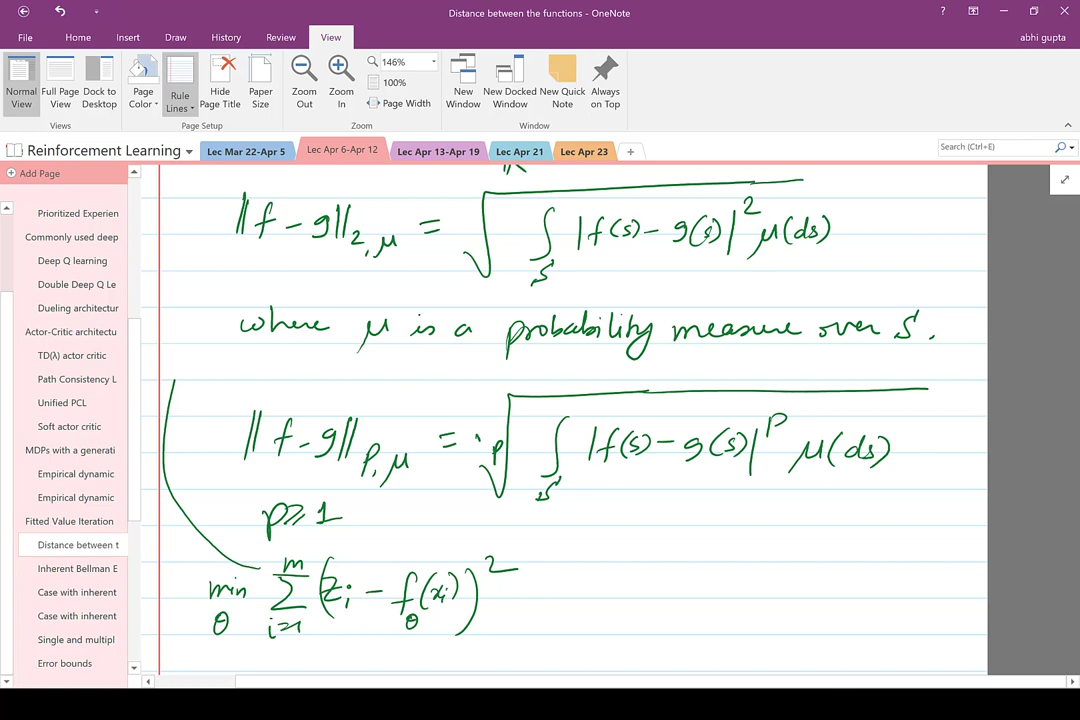 Distance between the functions - OneNote
abhi gupta
File Home Insert Draw History Review View
Normal View
Full Page View
Dock to Desktop
Page Color
Rule Lines
Hide Page Title
Paper Size
Zoom Out
Zoom In
146%
100%
Page Width
New Window
New Docked Window
New Quick Note
Always on Top
Views Page Setup Zoom Window
Reinforcement Learning Lec Mar 22-Apr 5 Lec Apr 6-Apr 12 Lec Apr 13-Apr 19 Lec Apr 21 Lec Apr 23
Search (Ctrl+E)
Add Page
Prioritized Experien
Commonly used deep
Deep Q learning
Double Deep Q Le
Dueling architectur
Actor-Critic architectu
TD(λ) actor critic
Path Consistency L
Unified PCL
Soft actor critic
MDPs with a generati
Empirical dynamic
Empirical dynamic
Fitted Value Iteration
Distance between t
Inherent Bellman E
Case with inherent
Case with inherent
Single and multipl
Error bounds
‖f - g‖_{2,μ} = √(∫_S |f(s) - g(s)|² μ(ds))
where μ is a probability measure over S.
‖f - g‖_{p,μ} = ᵖ√(∫_S |f(s) - g(s)|^p μ(ds))
p ≥ 1
min_θ Σ_{i=1}^m (z_i - f_θ(x_i))²